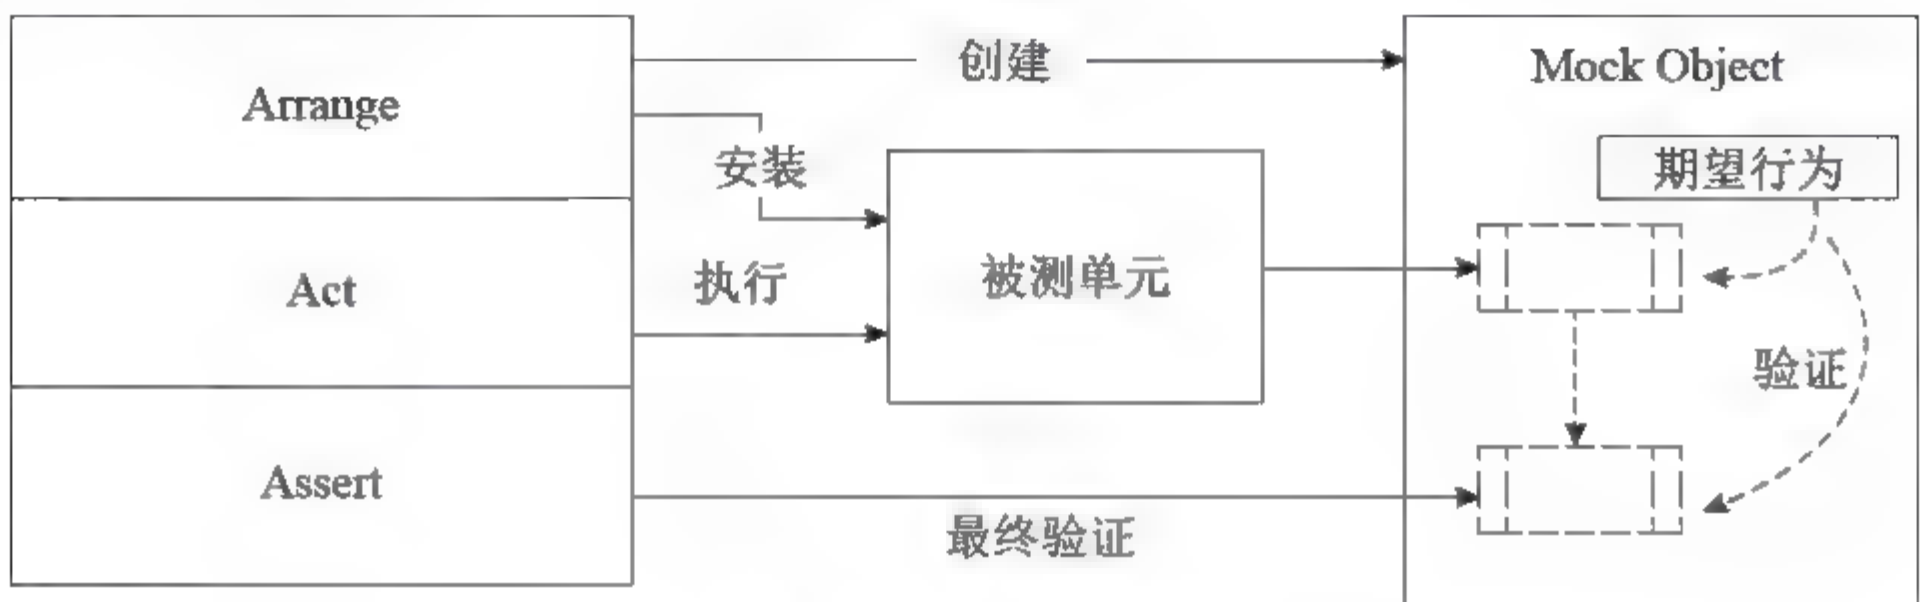 Arrange
创建
Mock Object
安装
期望行为
Act
执行
被测单元
验证
Assert
最终验证